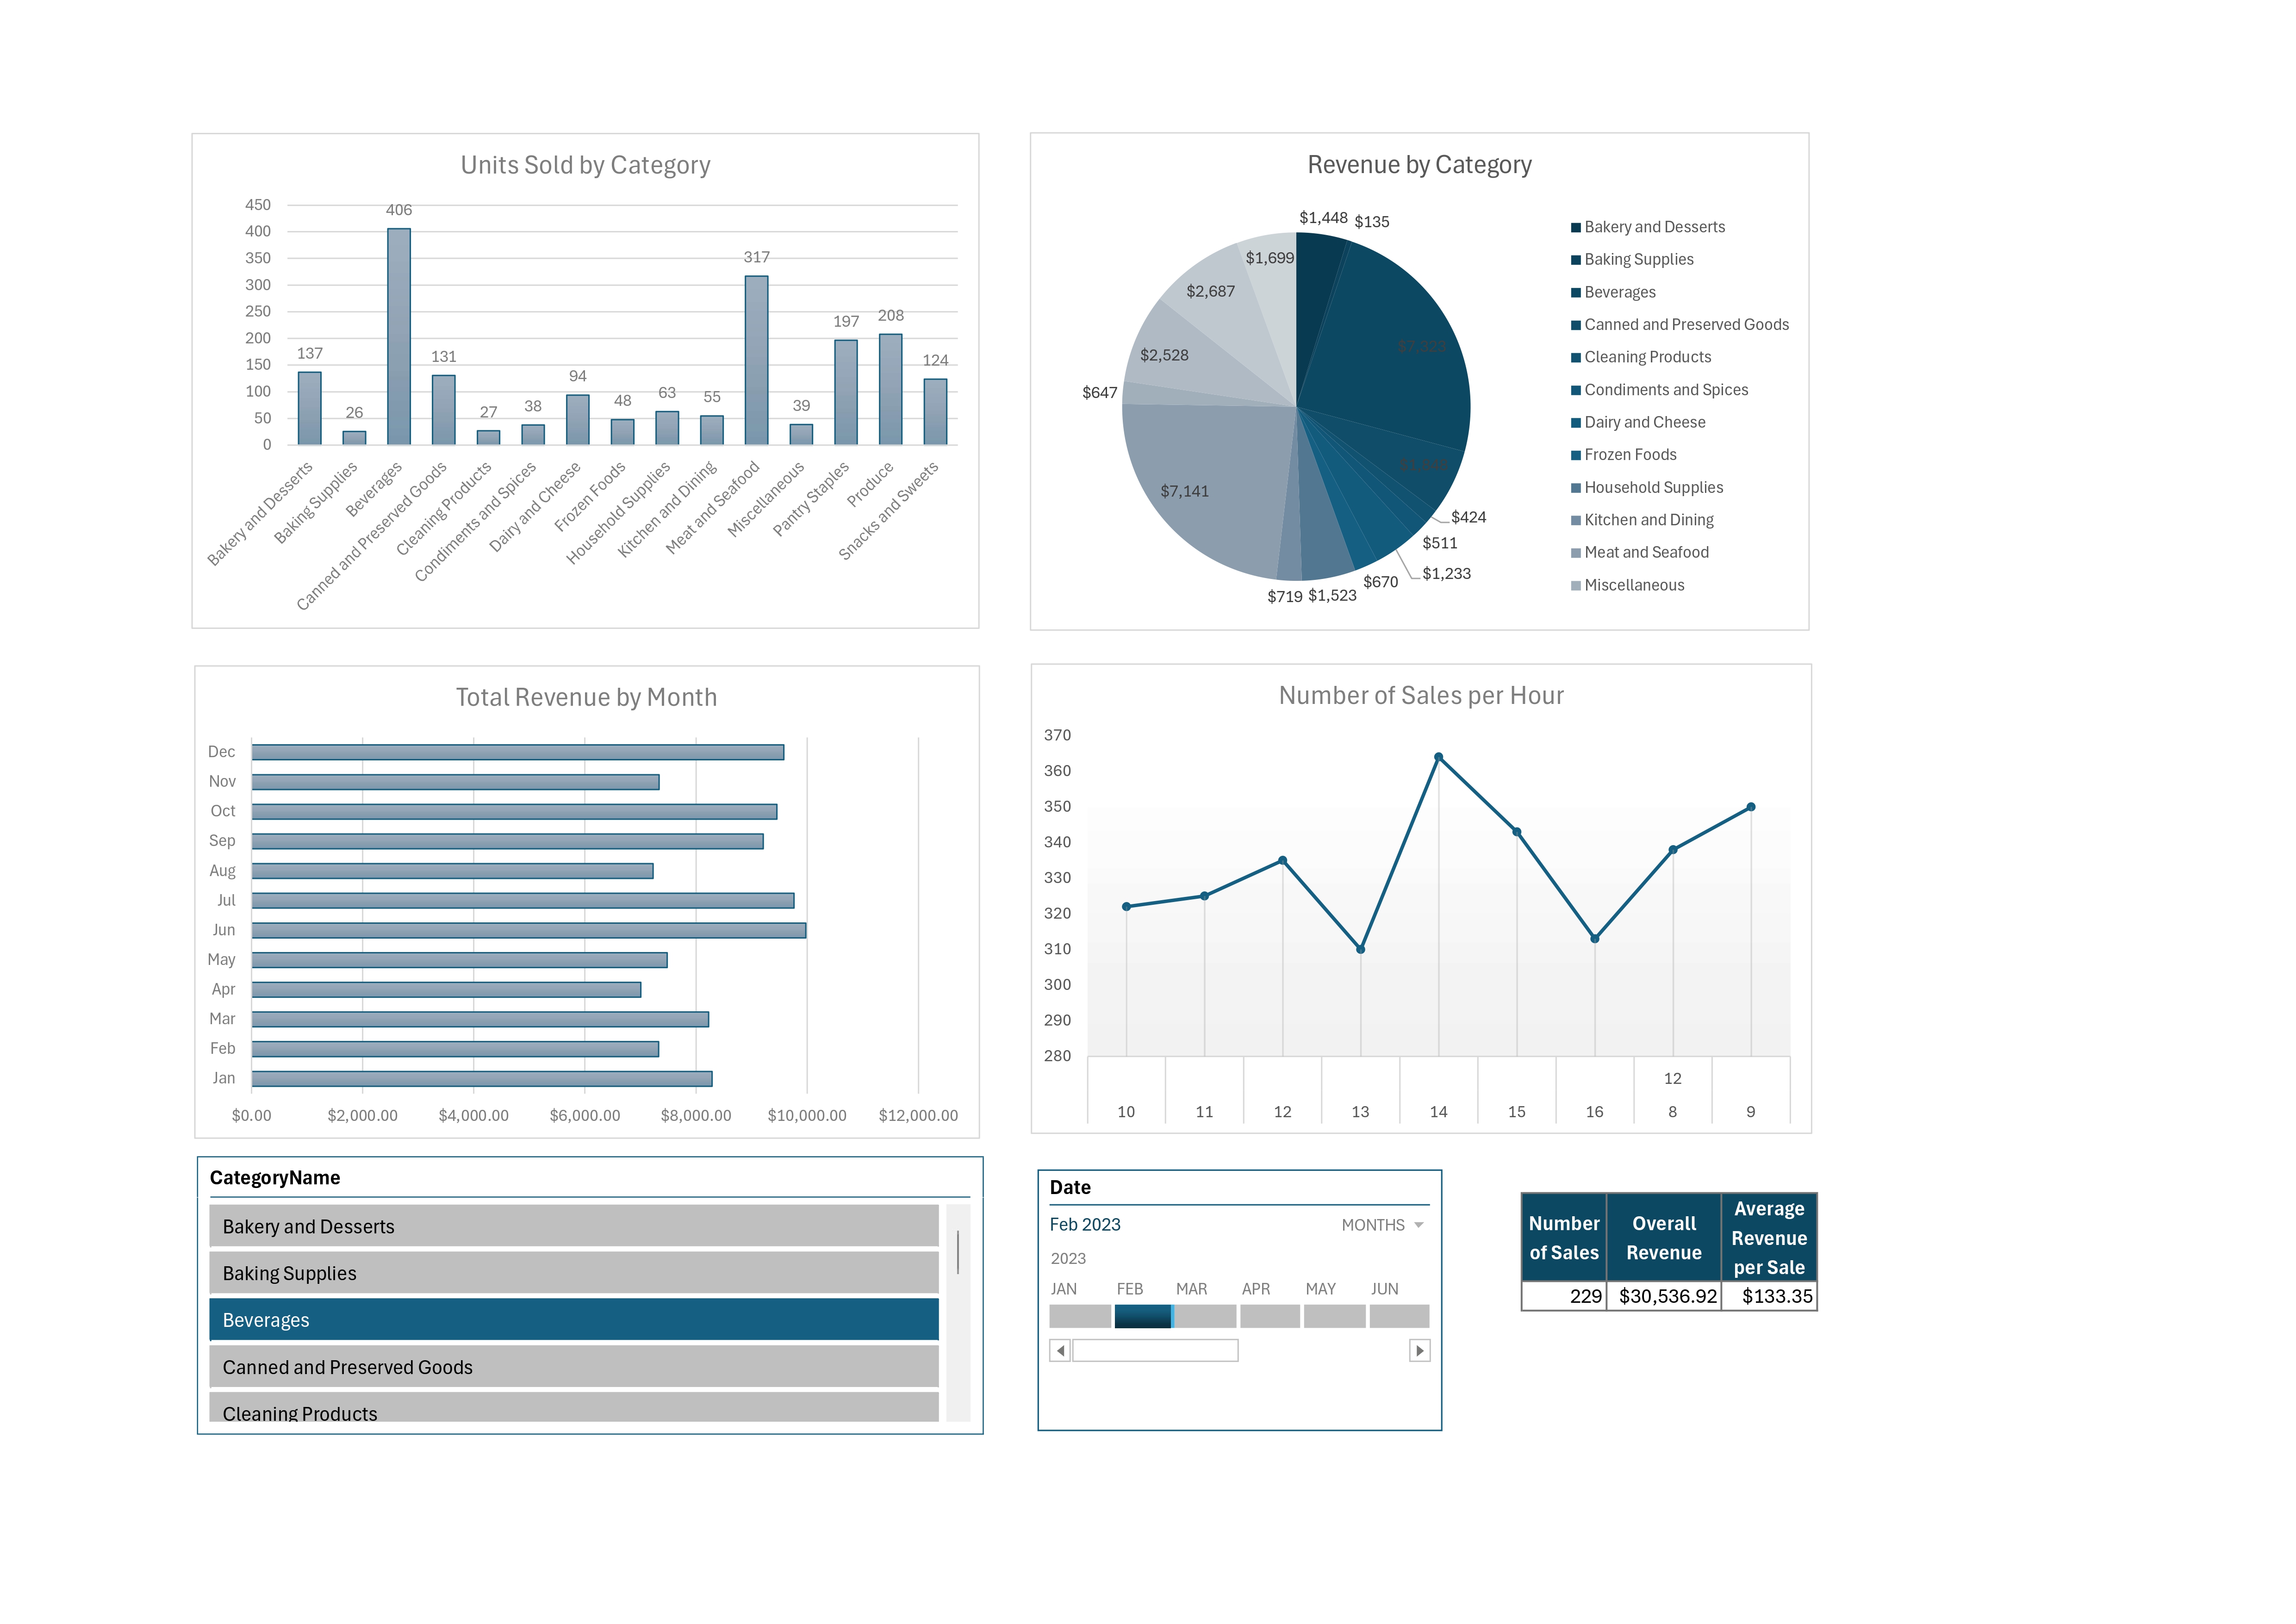 Units Sold by Category
450
400
350
300
250
200
150
100
50
0
137
26
406
131
27
38
94
48
63
55
317
39
197
208
124
Bakery and Desserts
Baking Supplies
Beverages
Canned and Preserved Goods
Cleaning Products
Condiments and Spices
Dairy and Cheese
Frozen Foods
Household Supplies
Kitchen and Dining
Meat and Seafood
Miscellaneous
Pantry Staples
Produce
Snacks and Sweets
Revenue by Category
$1,448
$135
$424
$511
$1,233
$670
$1,523
$719
$7,141
$647
$2,528
$2,687
$1,699
Bakery and Desserts
Baking Supplies
Beverages
Canned and Preserved Goods
Cleaning Products
Condiments and Spices
Dairy and Cheese
Frozen Foods
Household Supplies
Kitchen and Dining
Meat and Seafood
Miscellaneous
Total Revenue by Month
Dec
Nov
Oct
Sep
Aug
Jul
Jun
May
Apr
Mar
Feb
Jan
$0.00 $2,000.00 $4,000.00 $6,000.00 $8,000.00 $10,000.00 $12,000.00
Number of Sales per Hour
370
360
350
340
330
320
310
300
290
280
12
10 11 12 13 14 15 16 8 9
CategoryName
Bakery and Desserts
Baking Supplies
Beverages
Canned and Preserved Goods
Cleaning Products
Date
Feb 2023 MONTHS
2023
JAN FEB MAR APR MAY JUN
Number of Sales
Overall Revenue
Average Revenue per Sale
229 $30,536.92 $133.35